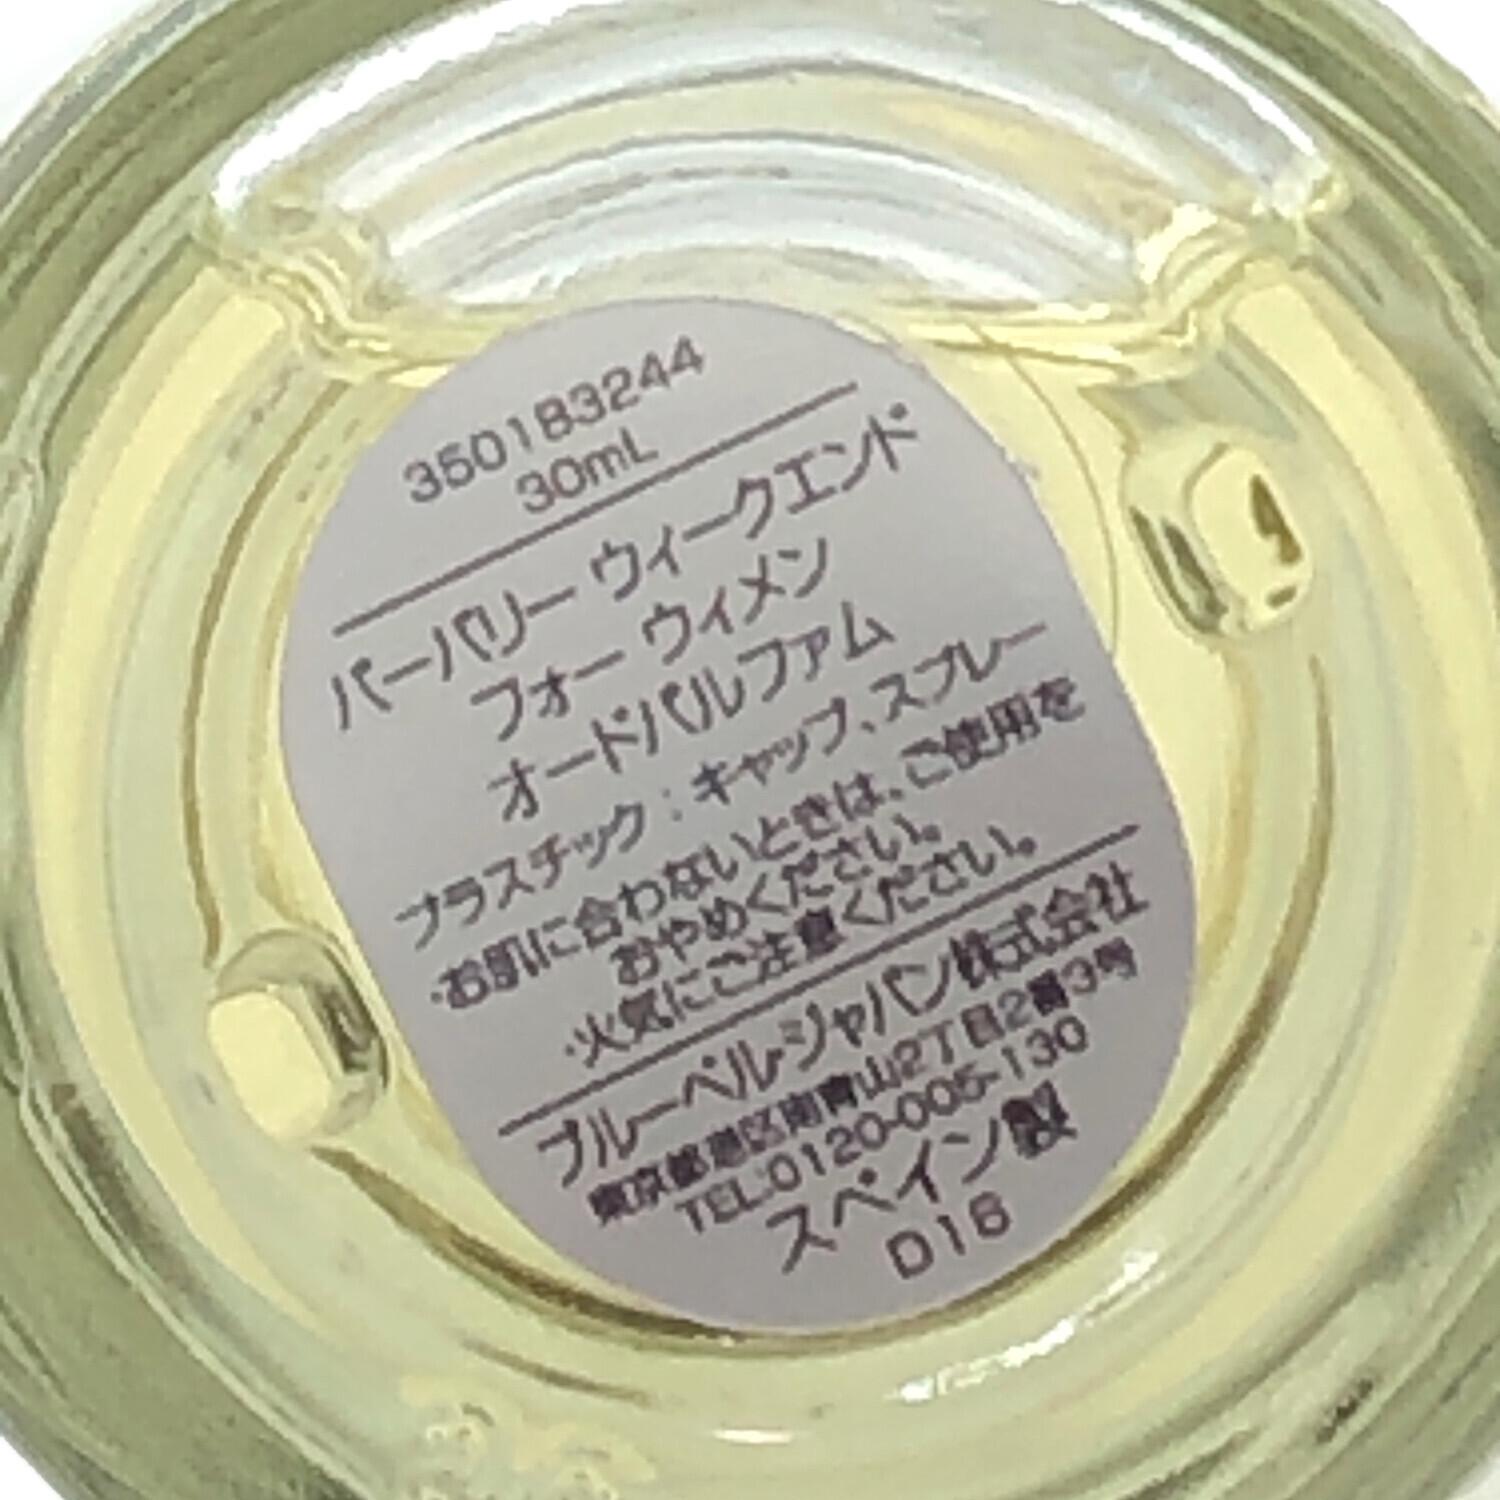 350183244
30mL
バーバリー ウィークエンド
フォー ウィメン
オードパルファム
プラスチック：キャップ、スプレー
・お肌に合わないときは、ご使用を
おやめください。
・火気にご注意ください。
ブルーベル・ジャパン株式会社
東京都港区南青山2丁目2番3号
TEL:0120-005-130
スペイン製
D16